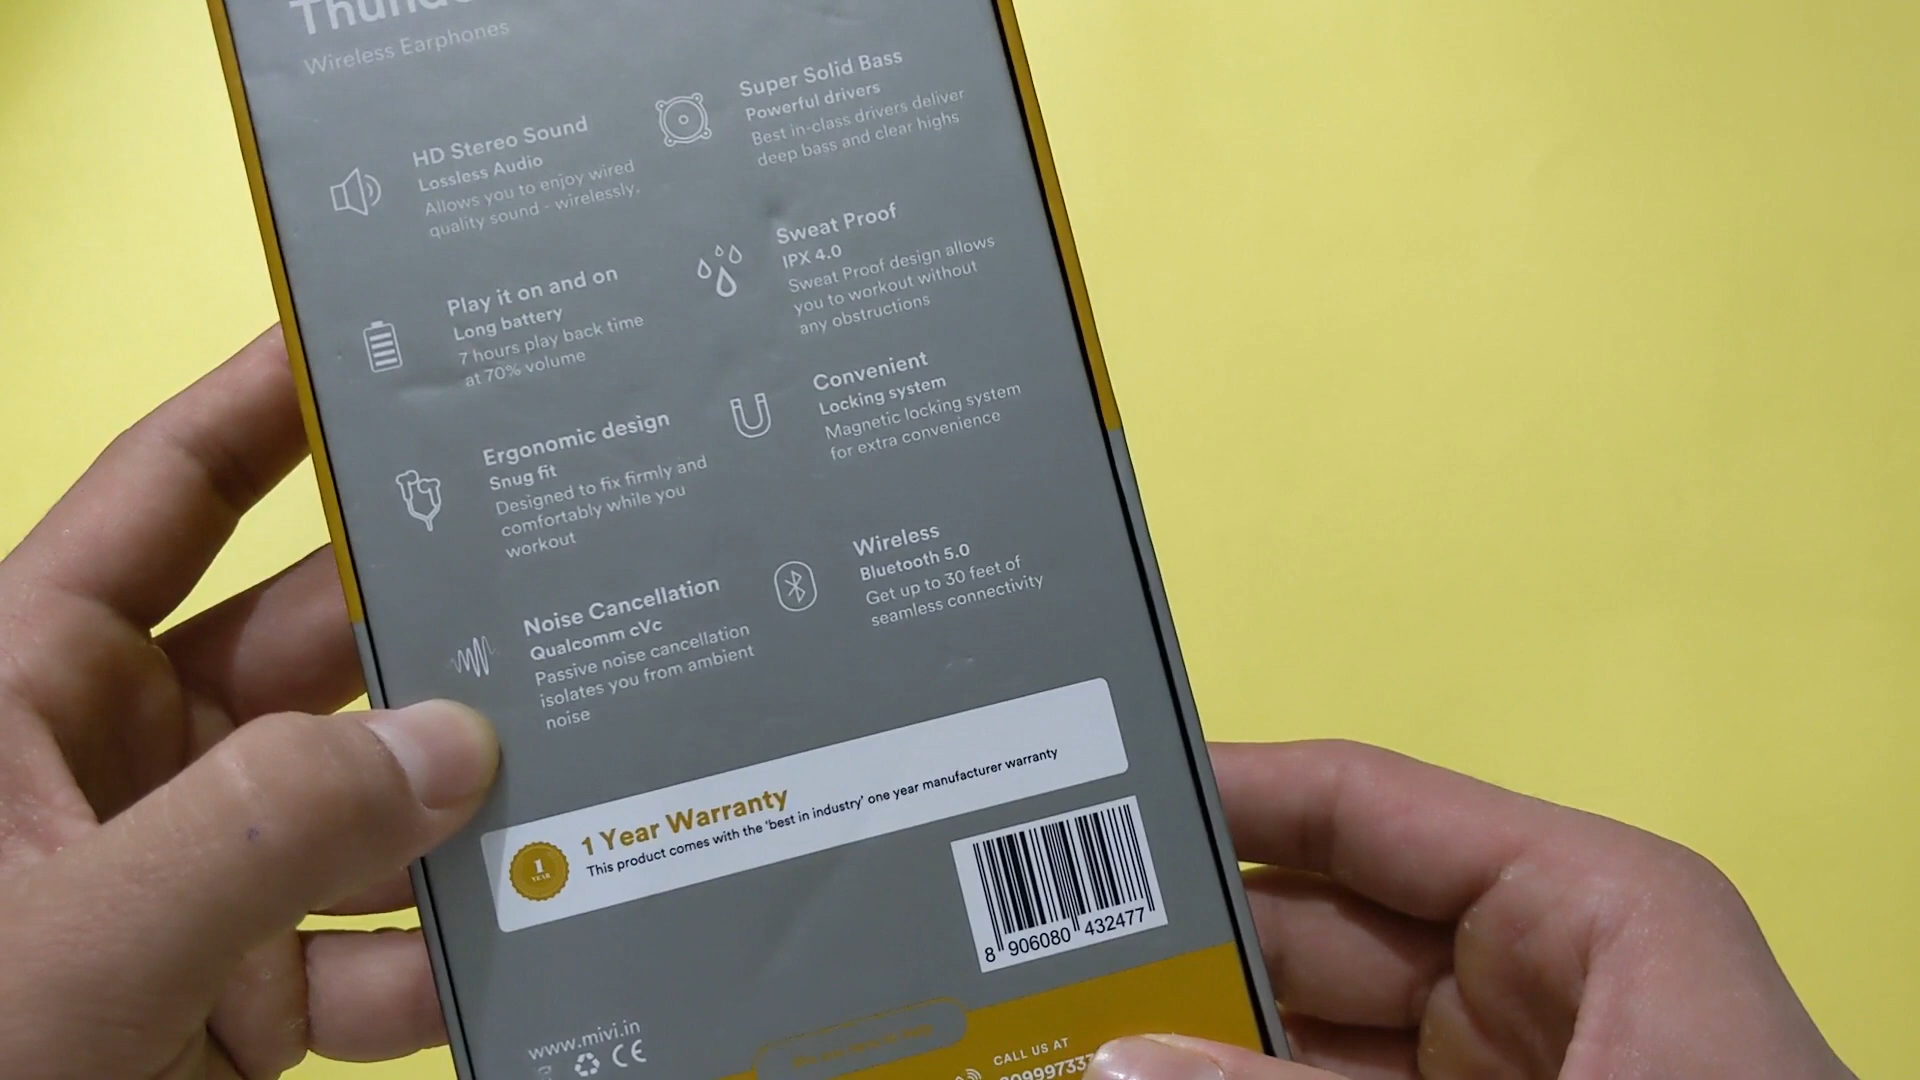 Wireless Earphones
HD Stereo Sound
Lossless Audio
Allows you to enjoy wired
quality sound - wirelessly.
Super Solid Bass
Powerful drivers
Best in-class drivers deliver
deep bass and clear highs
Play it on and on
Long battery
7 hours play back time
at 70% volume
Sweat Proof
IPX 4.0
Sweat Proof design allows
you to workout without
any obstructions
Ergonomic design
Snug fit
Designed to fix firmly and
comfortably while you
workout
Convenient
Locking system
Magnetic locking system
for extra convenience
Noise Cancellation
Qualcomm cVc
Passive noise cancellation
isolates you from ambient
noise
Wireless
Bluetooth 5.0
Get up to 30 feet of
seamless connectivity
1 YEAR
1 Year Warranty
This product comes with the 'best in industry' one year manufacturer warranty
8 906080 432477
www.mivi.in
CE
CALL US AT